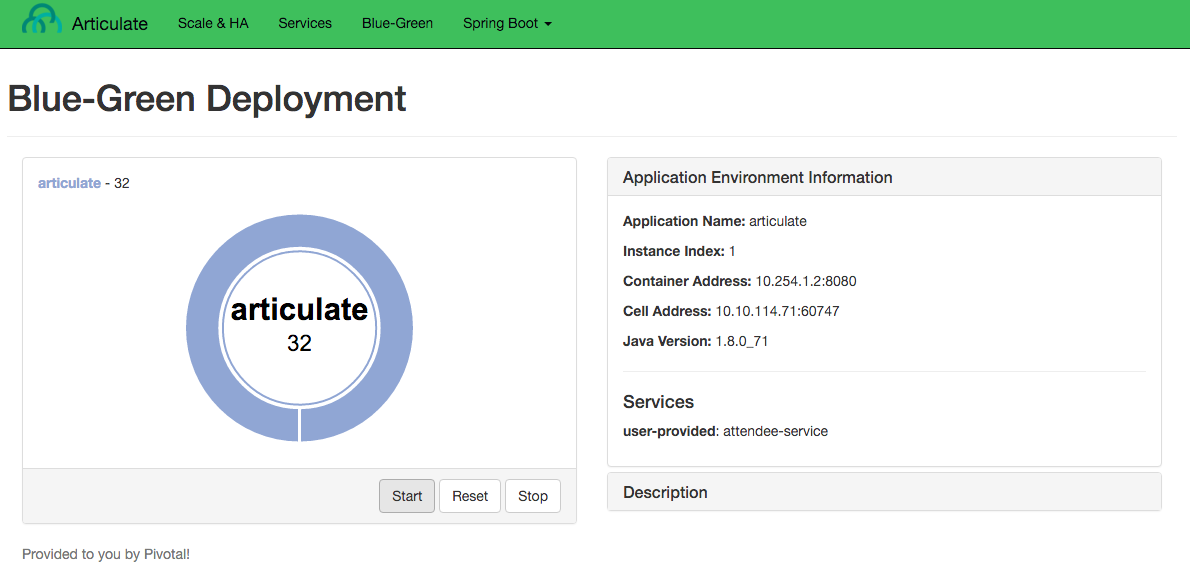 Articulate Scale & HA Services Blue-Green Spring Boot
Blue-Green Deployment
articulate - 32
articulate
32
Start Reset Stop
Application Environment Information
Application Name: articulate
Instance Index: 1
Container Address: 10.254.1.2:8080
Cell Address: 10.10.114.71:60747
Java Version: 1.8.0_71
Services
user-provided: attendee-service
Description
Provided to you by Pivotal!